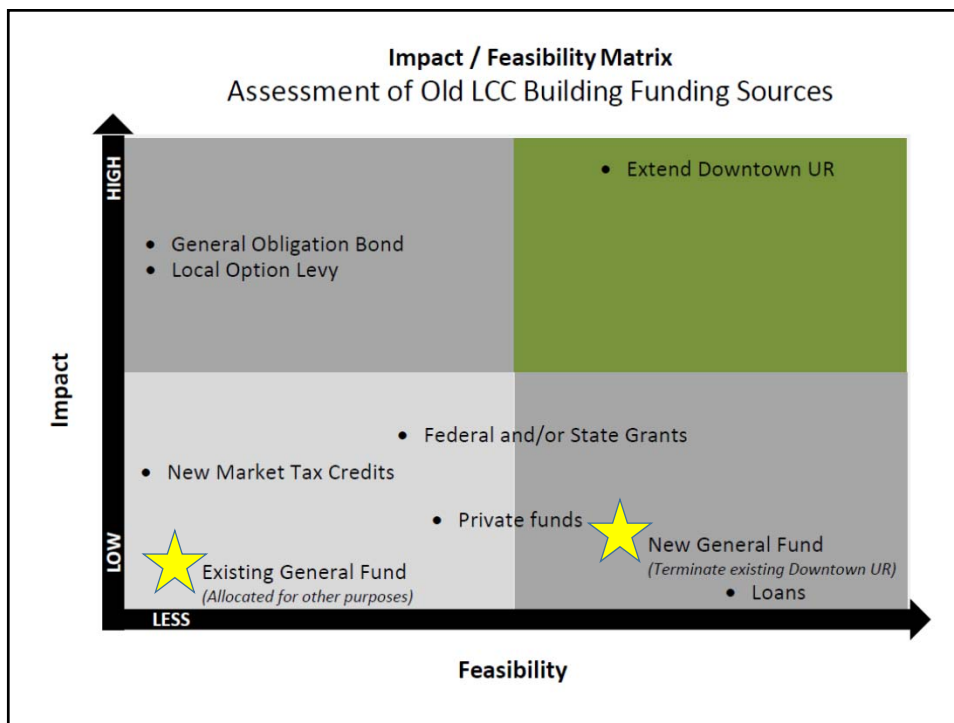 Impact / Feasibility Matrix
Assessment of Old LCC Building Funding Sources
HIGH
• Extend Downtown UR
• General Obligation Bond
• Local Option Levy
Impact
• Federal and/or State Grants
• New Market Tax Credits
• Private funds
LOW
New General Fund
(Terminate existing Downtown UR)
Existing General Fund
(Allocated for other purposes)
• Loans
LESS
Feasibility